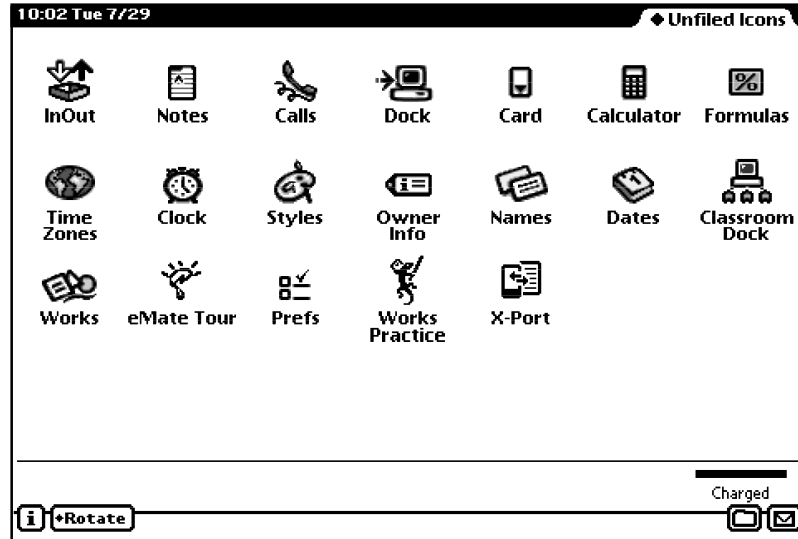 10:02 Tue 7/29
◆Unfiled Icons
InOut Notes Calls Dock Card Calculator Formulas
Time Zones Clock Styles Owner Info Names Dates Classroom Dock
Works eMate Tour Prefs Works Practice X-Port
Charged
i ◆Rotate